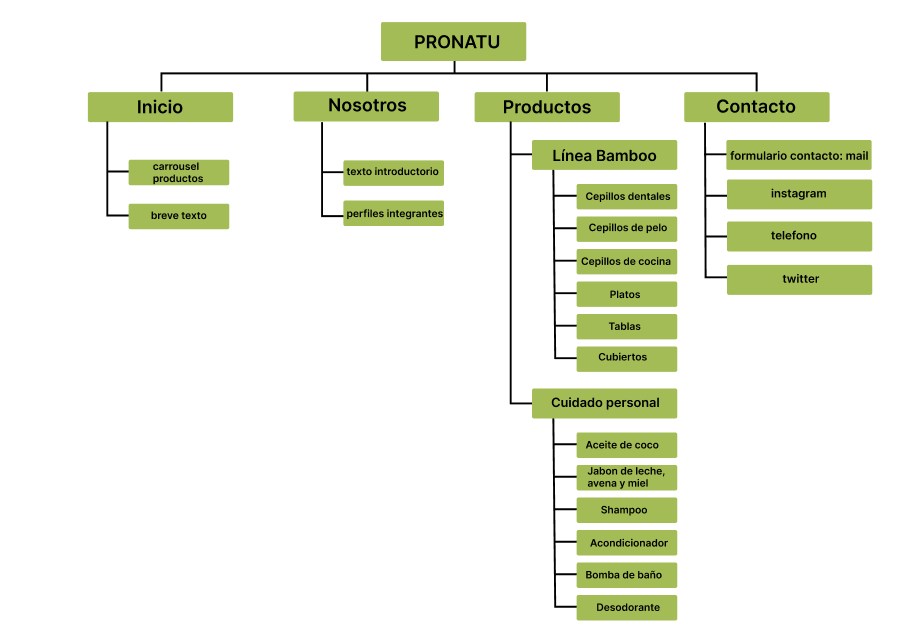 PRONATU
Inicio
carrousel
productos
breve texto
Nosotros
texto introductorio
perfiles integrantes
Productos
Línea Bamboo
Cepillos dentales
Cepillos de pelo
Cepillos de cocina
Platos
Tablas
Cubiertos
Cuidado personal
Aceite de coco
Jabon de leche,
avena y miel
Shampoo
Acondicionador
Bomba de baño
Desodorante
Contacto
formulario contacto: mail
instagram
telefono
twitter